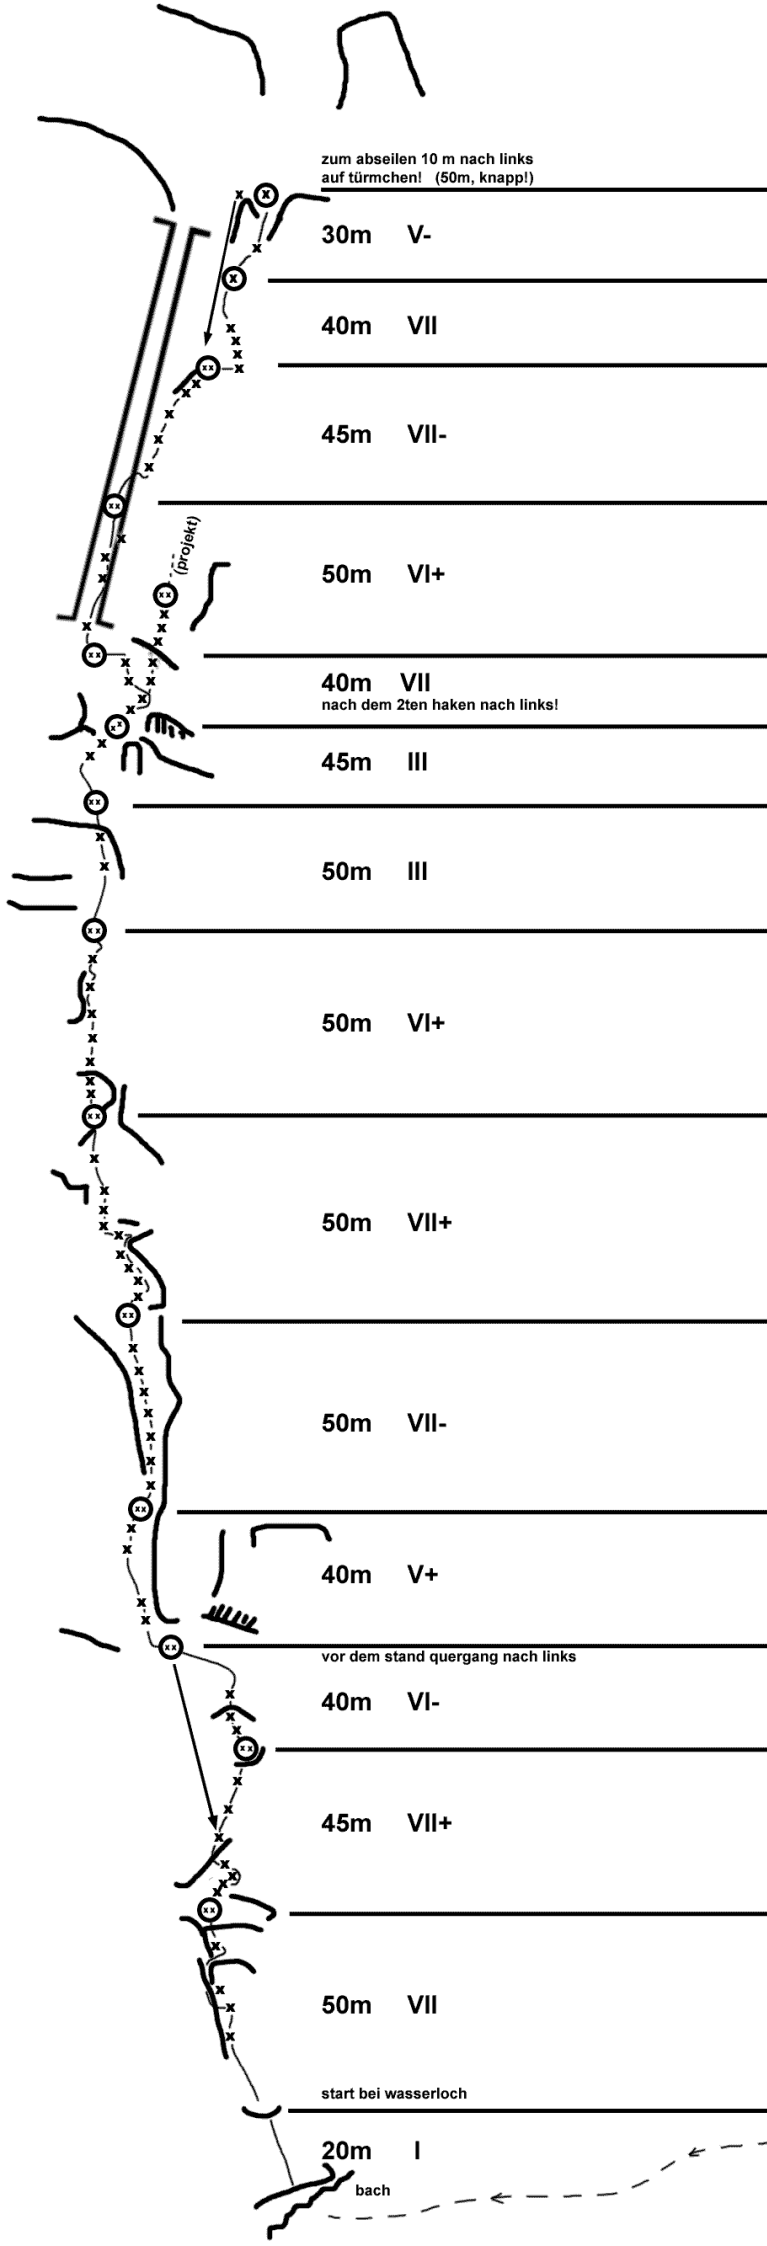 zum abseilen 10 m nach links
auf türmchen! (50m, knapp!)
30m V-
40m VII
45m VII-
(projekt)
50m VI+
40m VII
nach dem 2ten haken nach links!
45m III
50m III
50m VI+
50m VII+
50m VII-
40m V+
vor dem stand quergang nach links
40m VI-
45m VII+
50m VII
start bei wasserloch
20m I
bach